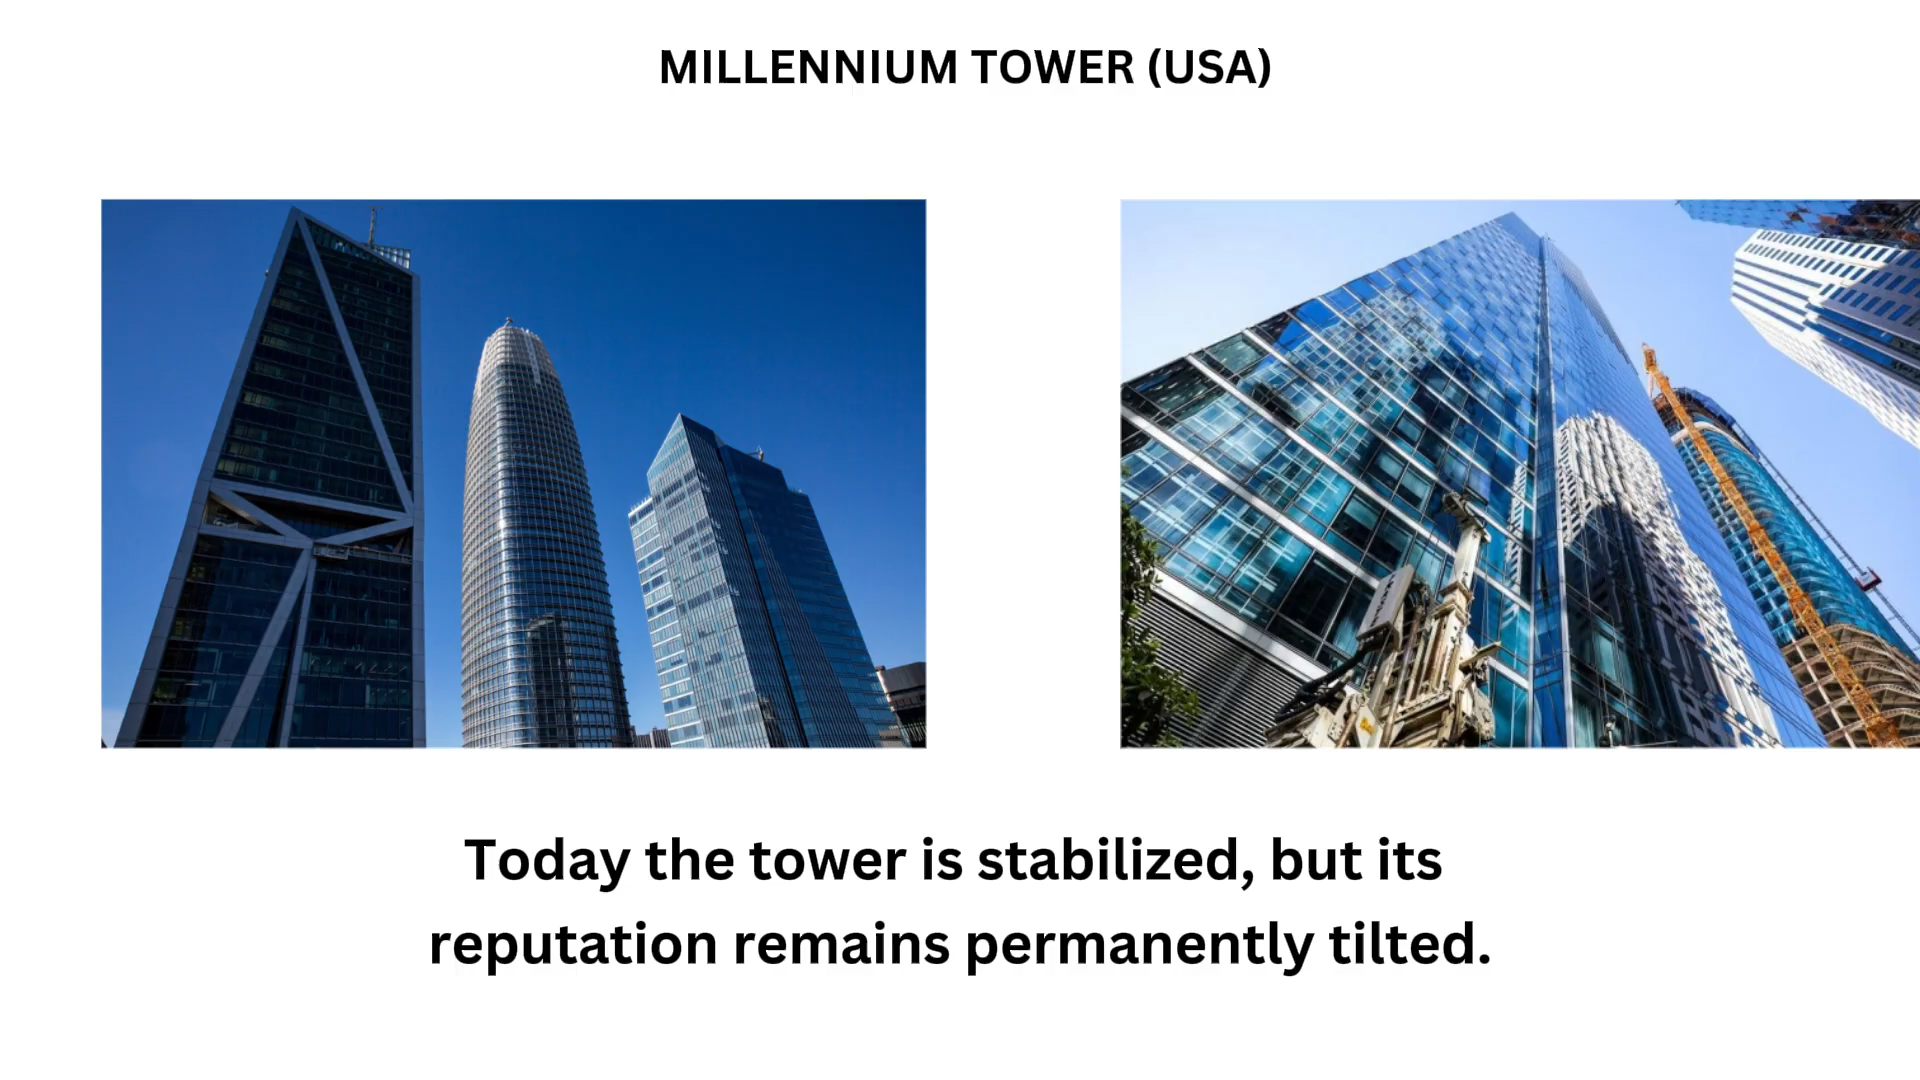 MILLENNIUM TOWER (USA)
Today the tower is stabilized, but its
reputation remains permanently tilted.